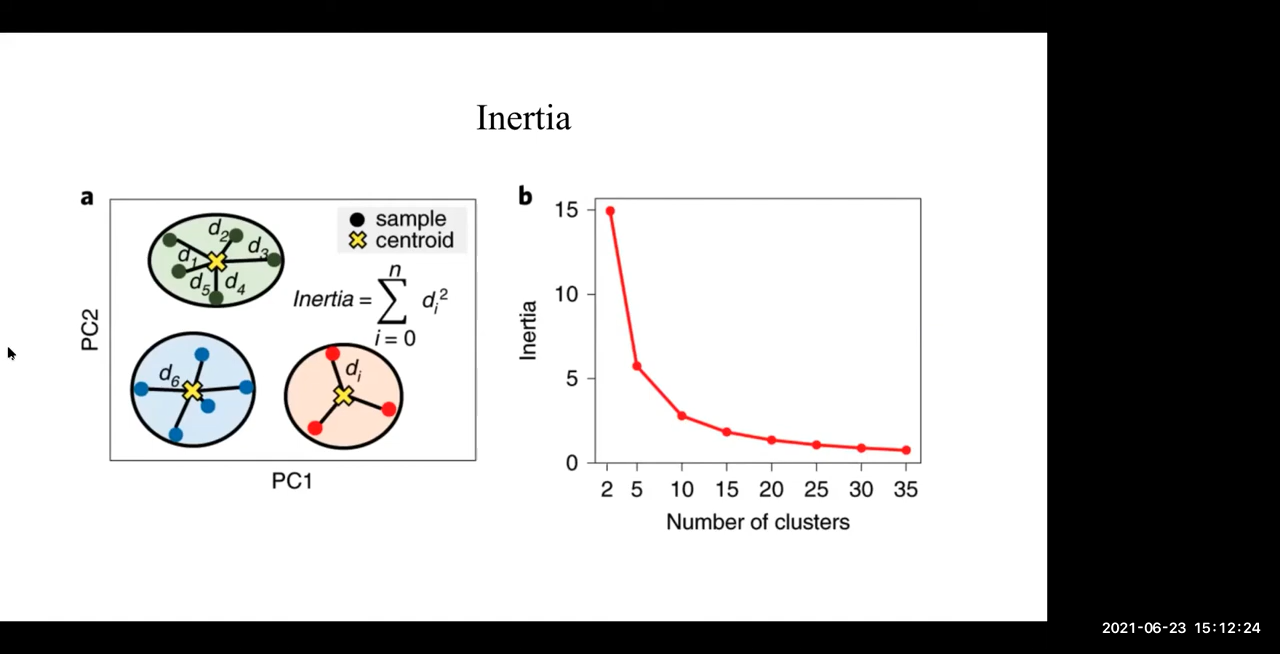 Inertia
a
sample
centroid
d2
d3
d1
d5 d4
n
Inertia = ∑ di²
i = 0
d6
di
PC2
PC1
b
15
10
5
0
Inertia
2 5 10 15 20 25 30 35
Number of clusters
2021-06-23 15:12:24